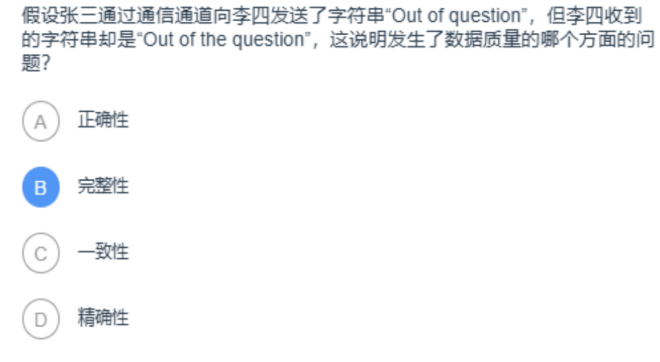 假设张三通过通信通道向李四发送了字符串“Out of question”，但李四收到
的字符串却是“Out of the question”，这说明发生了数据质量的哪个方面的问
题？
A 正确性
B 完整性
C 一致性
D 精确性